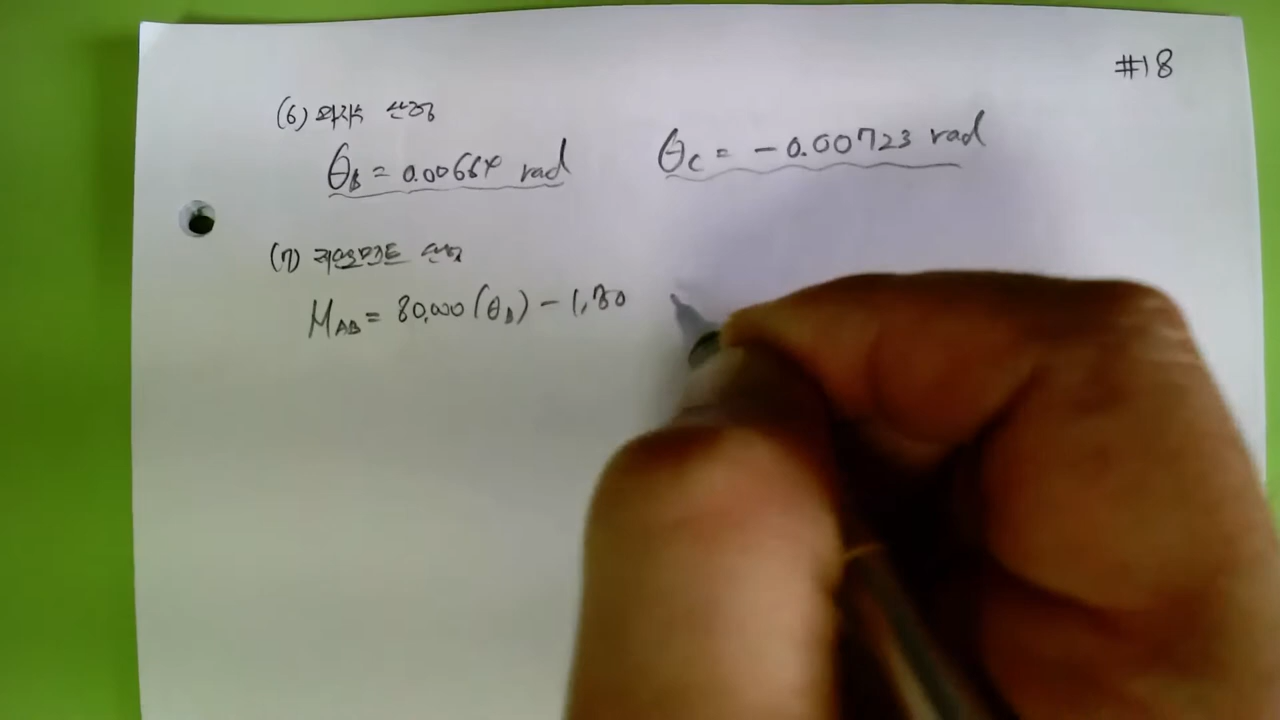 #18
(6) 회전각 산정
θB = 0.00664 rad θC = -0.00723 rad
(7) 재단모멘트 산정
MAB = 80,000 (θB) - 1,80